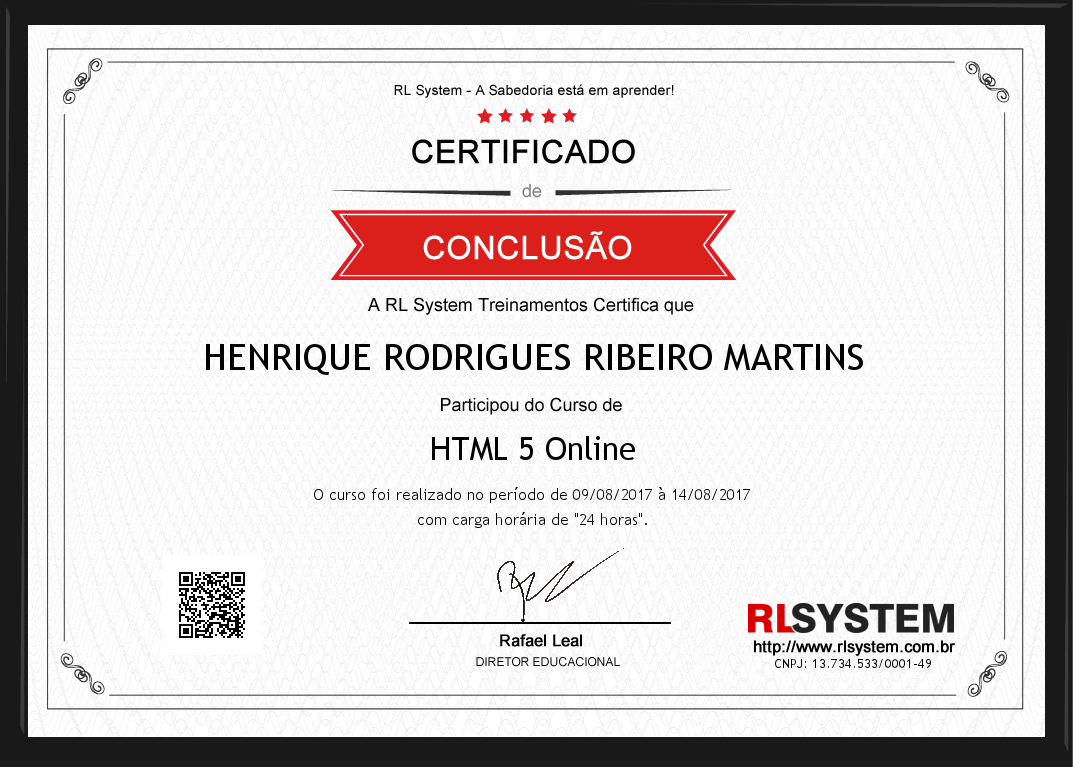 RL System - A Sabedoria está em aprender!
CERTIFICADO
de
CONCLUSÃO
A RL System Treinamentos Certifica que
HENRIQUE RODRIGUES RIBEIRO MARTINS
Participou do Curso de
HTML 5 Online
O curso foi realizado no período de 09/08/2017 à 14/08/2017
com carga horária de "24 horas".
Rafael Leal
DIRETOR EDUCACIONAL
RLSYSTEM
http://www.rlsystem.com.br
CNPJ: 13.734.533/0001-49